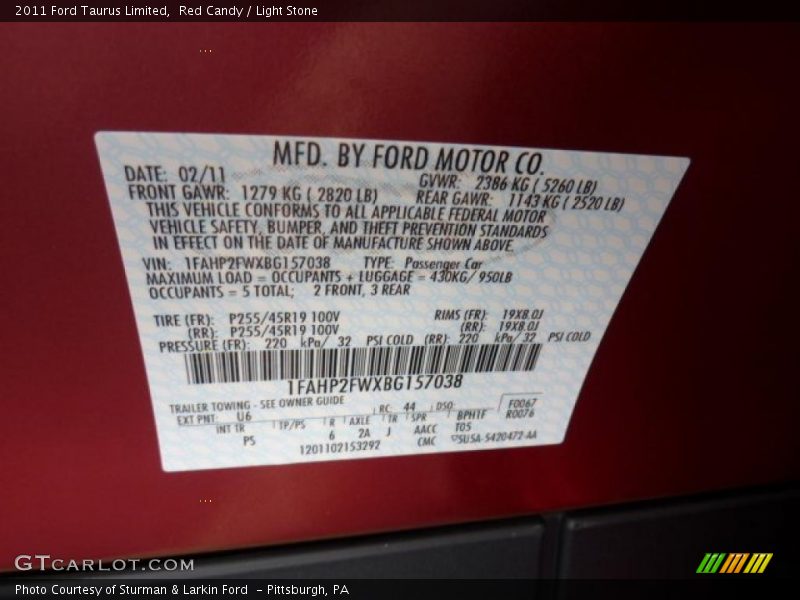 2011 Ford Taurus Limited,  Red Candy / Light Stone
MFD. BY FORD MOTOR CO.
DATE: 02/11 GVWR: 2386 KG ( 5260 LB)
FRONT GAWR: 1279 KG ( 2820 LB) REAR GAWR: 1143 KG ( 2520 LB)
THIS VEHICLE CONFORMS TO ALL APPLICABLE FEDERAL MOTOR
VEHICLE SAFETY, BUMPER, AND THEFT PREVENTION STANDARDS
IN EFFECT ON THE DATE OF MANUFACTURE SHOWN ABOVE.
VIN: 1FAHP2FWXBG157038 TYPE: Passenger Car
MAXIMUM LOAD = OCCUPANTS + LUGGAGE = 430KG/ 950LB
OCCUPANTS = 5 TOTAL; 2 FRONT, 3 REAR
TIRE (FR): P255/45R19 100V RIMS (FR): 19X8.0J
(RR): P255/45R19 100V (RR): 19X8.0J
PRESSURE (FR): 220 kPa/ 32 PSI COLD (RR): 220 kPa/ 32 PSI COLD
1FAHP2FWXBG157038
TRAILER TOWING - SEE OWNER GUIDE
EXT PNT: U6 RC: 44 DSO: F0067
INT TR TP/PS R AXLE TR SPR BPHTF R0076
PS 6 2A J AACC T05
1201102153292 CMC 5U5A-5420472-AA
GTCARLOT.COM
Photo Courtesy of Sturman & Larkin Ford  - Pittsburgh, PA